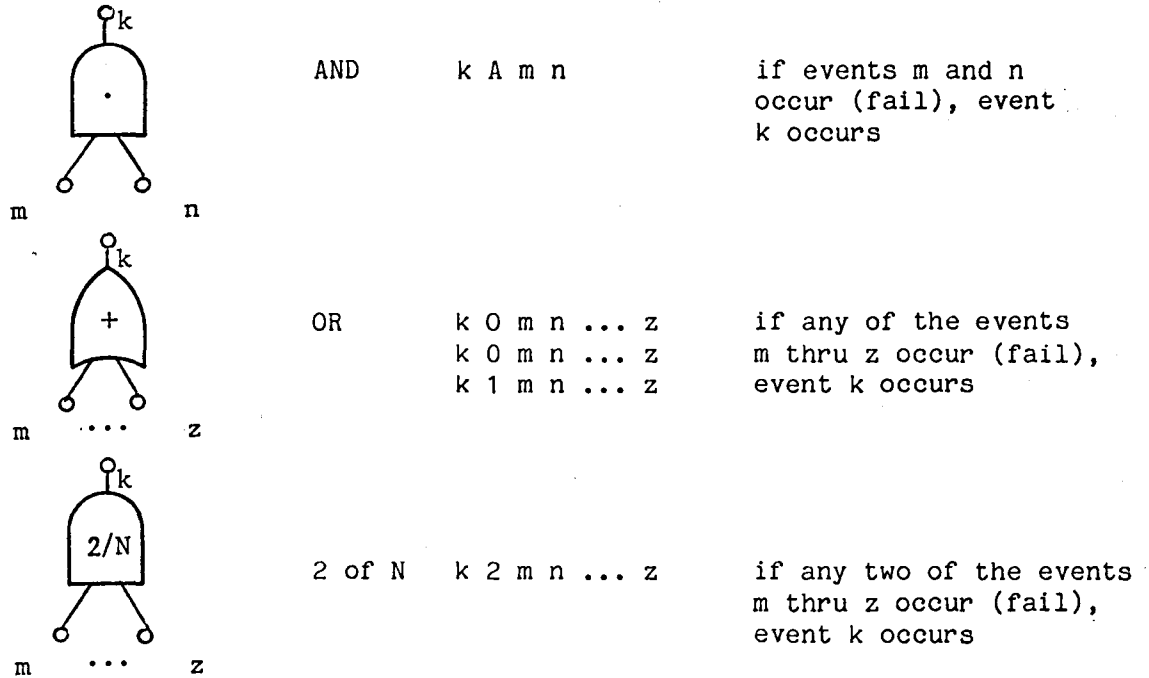 k
AND k A m n if events m and n
· occur (fail), event
k occurs
m n
k
+ OR k O m n ... z if any of the events
k 0 m n ... z m thru z occur (fail),
k 1 m n ... z event k occurs
m ... z
k
2/N
2 of N k 2 m n ... z if any two of the events
m thru z occur (fail),
event k occurs
m ... z